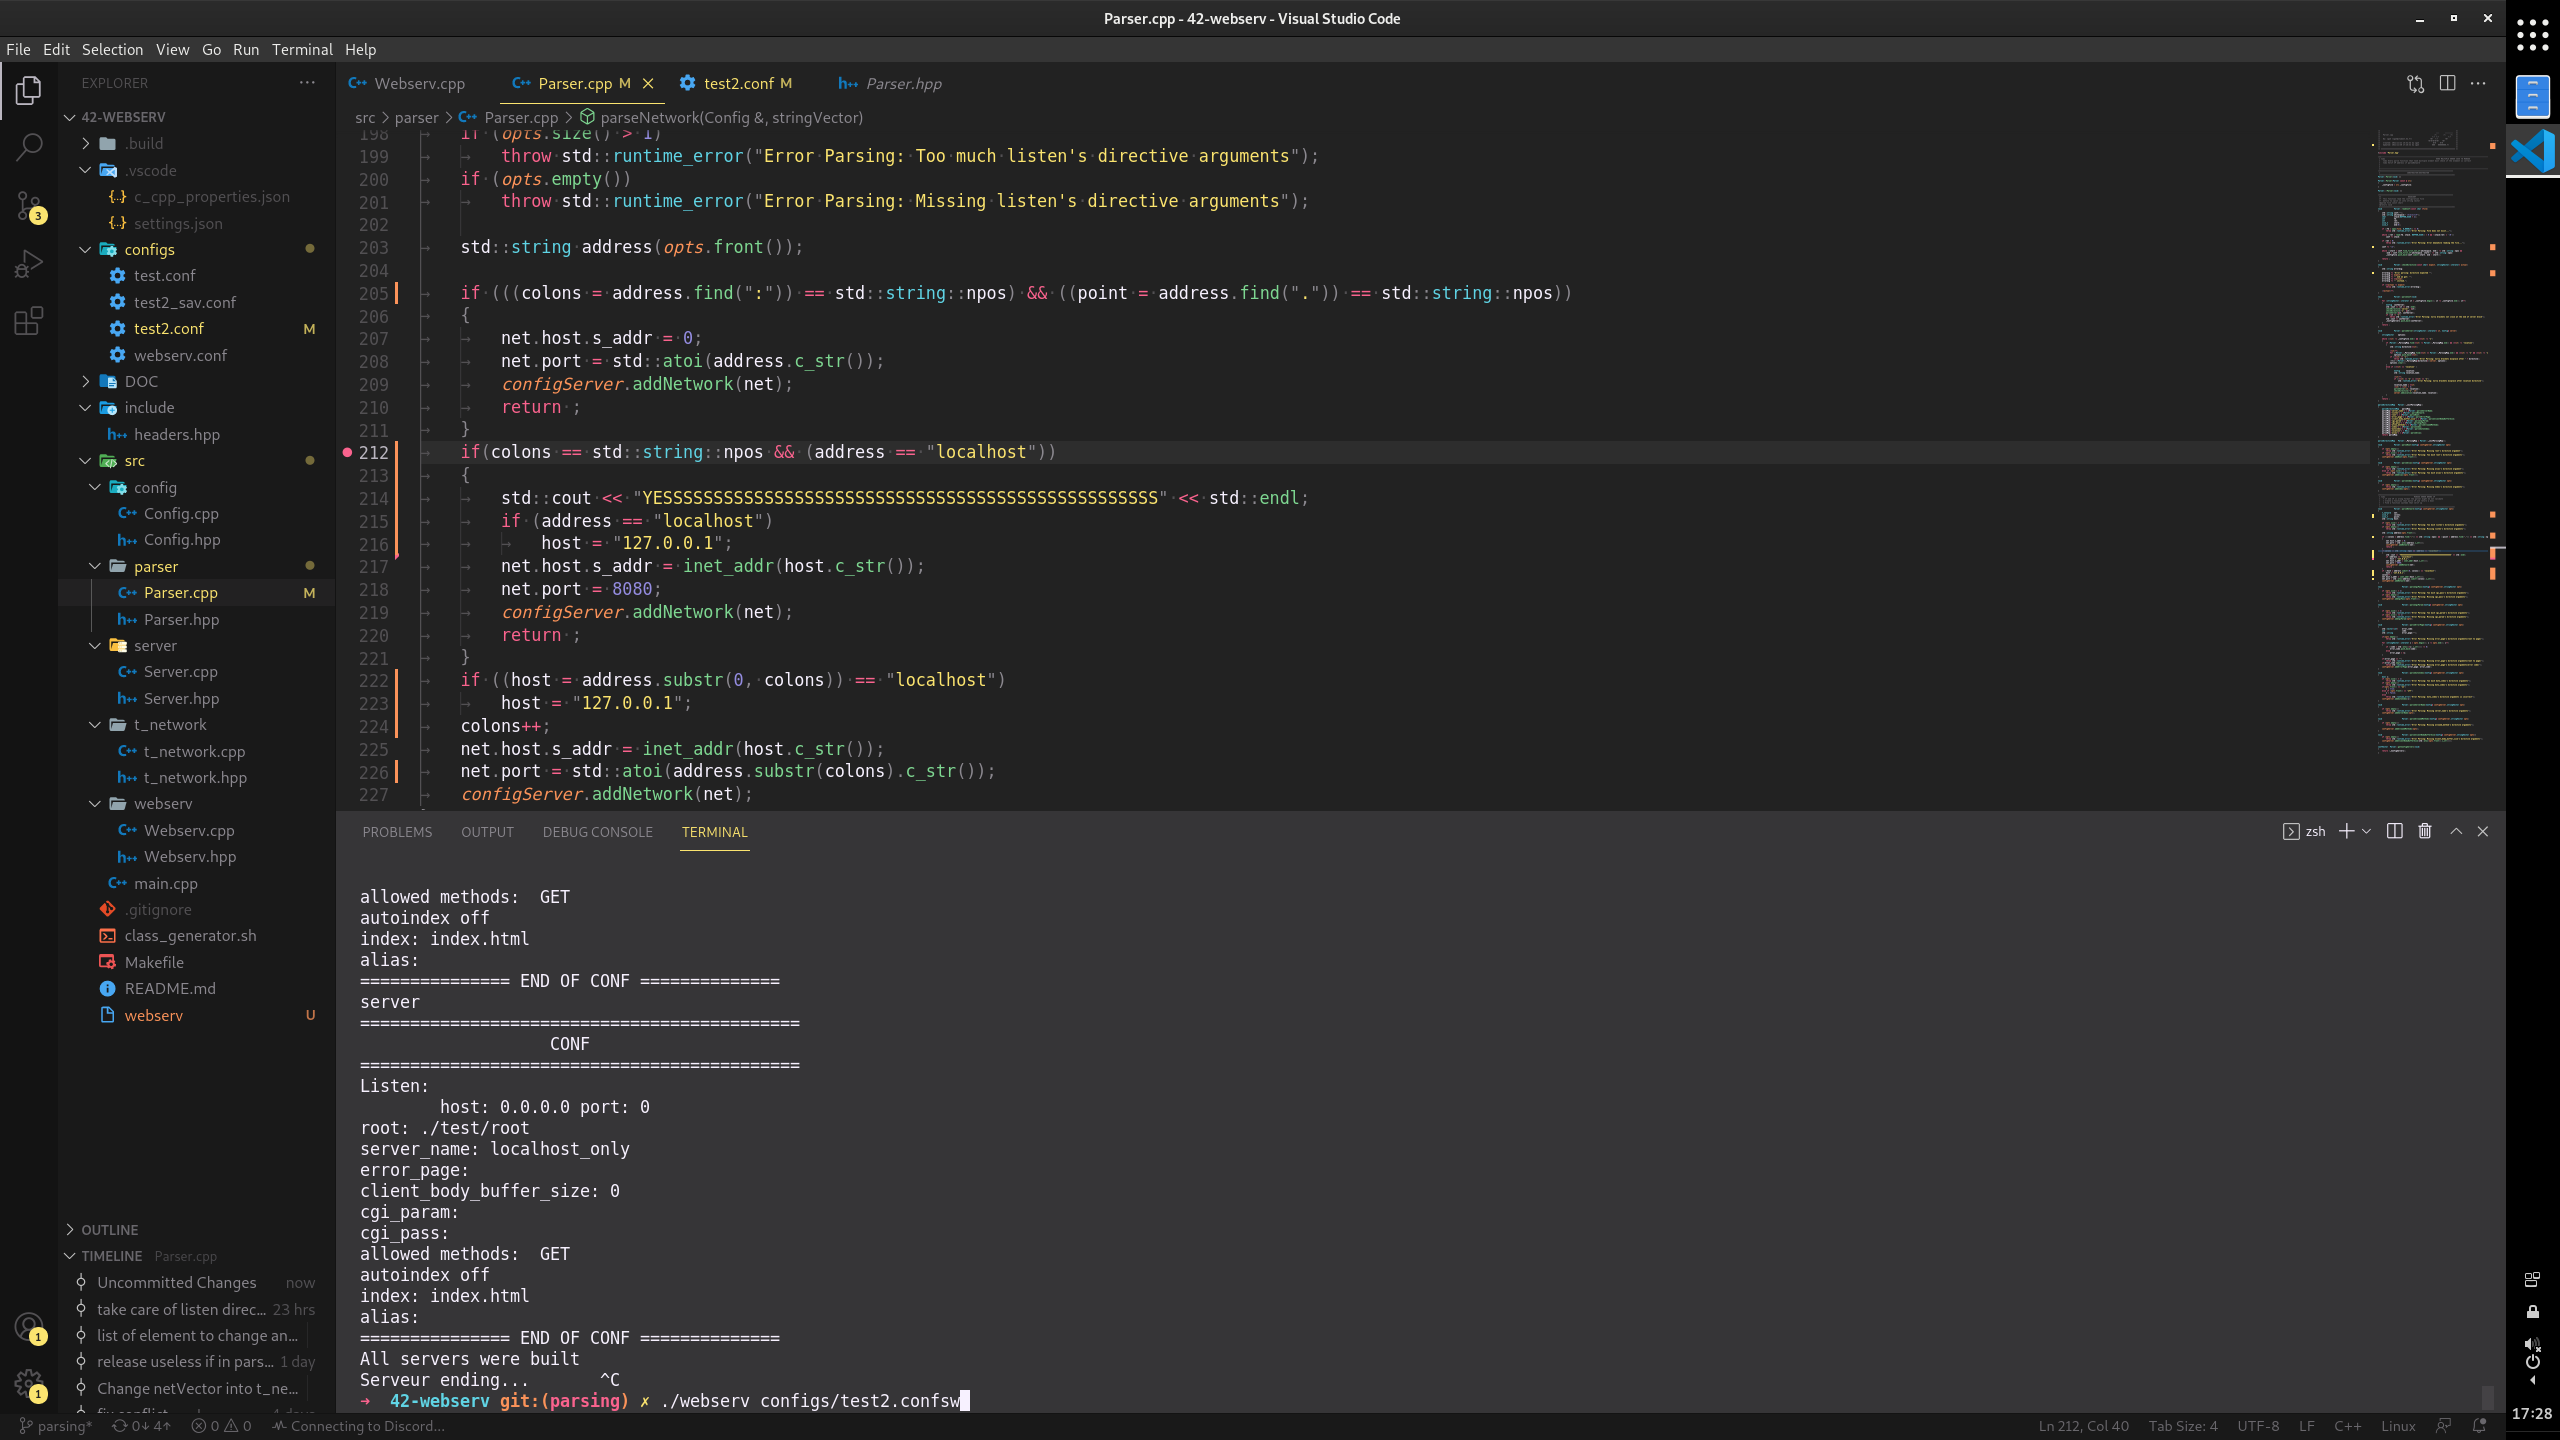 Parser.cpp - 42-webserv - Visual Studio Code
File Edit Selection View Go Run Terminal Help
EXPLORER
42-WEBSERV
.build
.vscode
c_cpp_properties.json
settings.json
configs
test.conf
test2_sav.conf
test2.conf M
webserv.conf
DOC
include
headers.hpp
src
config
Config.cpp
Config.hpp
parser
Parser.cpp M
Parser.hpp
server
Server.cpp
Server.hpp
t_network
t_network.cpp
t_network.hpp
webserv
Webserv.cpp
Webserv.hpp
main.cpp
.gitignore
class_generator.sh
Makefile
README.md
webserv U
OUTLINE
TIMELINE Parser.cpp
Uncommitted Changes now
take care of listen direc... 23 hrs
list of element to change an...
release useless if in pars... 1 day
Change netVector into t_ne...
3
1
1
Webserv.cpp Parser.cpp M test2.conf M Parser.hpp
src > parser > Parser.cpp > parseNetwork(Config &, stringVector)
198 if (opts.size() > 1)
199 throw std::runtime_error("Error Parsing: Too much listen's directive arguments");
200 if (opts.empty())
201 throw std::runtime_error("Error Parsing: Missing listen's directive arguments");
202
203 std::string address(opts.front());
204
205 if (((colons = address.find(":")) == std::string::npos) && ((point = address.find(".")) == std::string::npos))
206 {
207 net.host.s_addr = 0;
208 net.port = std::atoi(address.c_str());
209 configServer.addNetwork(net);
210 return ;
211 }
212 if(colons == std::string::npos && (address == "localhost"))
213 {
214 std::cout << "YESSSSSSSSSSSSSSSSSSSSSSSSSSSSSSSSSSSSSSSSSSSSSSSSS" << std::endl;
215 if (address == "localhost")
216 host = "127.0.0.1";
217 net.host.s_addr = inet_addr(host.c_str());
218 net.port = 8080;
219 configServer.addNetwork(net);
220 return ;
221 }
222 if ((host = address.substr(0, colons)) == "localhost")
223 host = "127.0.0.1";
224 colons++;
225 net.host.s_addr = inet_addr(host.c_str());
226 net.port = std::atoi(address.substr(colons).c_str());
227 configServer.addNetwork(net);
PROBLEMS OUTPUT DEBUG CONSOLE TERMINAL zsh
allowed methods:  GET
autoindex off
index: index.html
alias:
=============== END OF CONF ==============
server
============================================
CONF
============================================
Listen:
host: 0.0.0.0 port: 0
root: ./test/root
server_name: localhost_only
error_page:
client_body_buffer_size: 0
cgi_param:
cgi_pass:
allowed methods:  GET
autoindex off
index: index.html
alias:
=============== END OF CONF ==============
All servers were built
Serveur ending... ^C
➜ 42-webserv git:(parsing) ✗ ./webserv configs/test2.confsw
parsing* 0↓ 4↑ 0 0 Connecting to Discord... Ln 212, Col 40 Tab Size: 4 UTF-8 LF C++ Linux
17:28